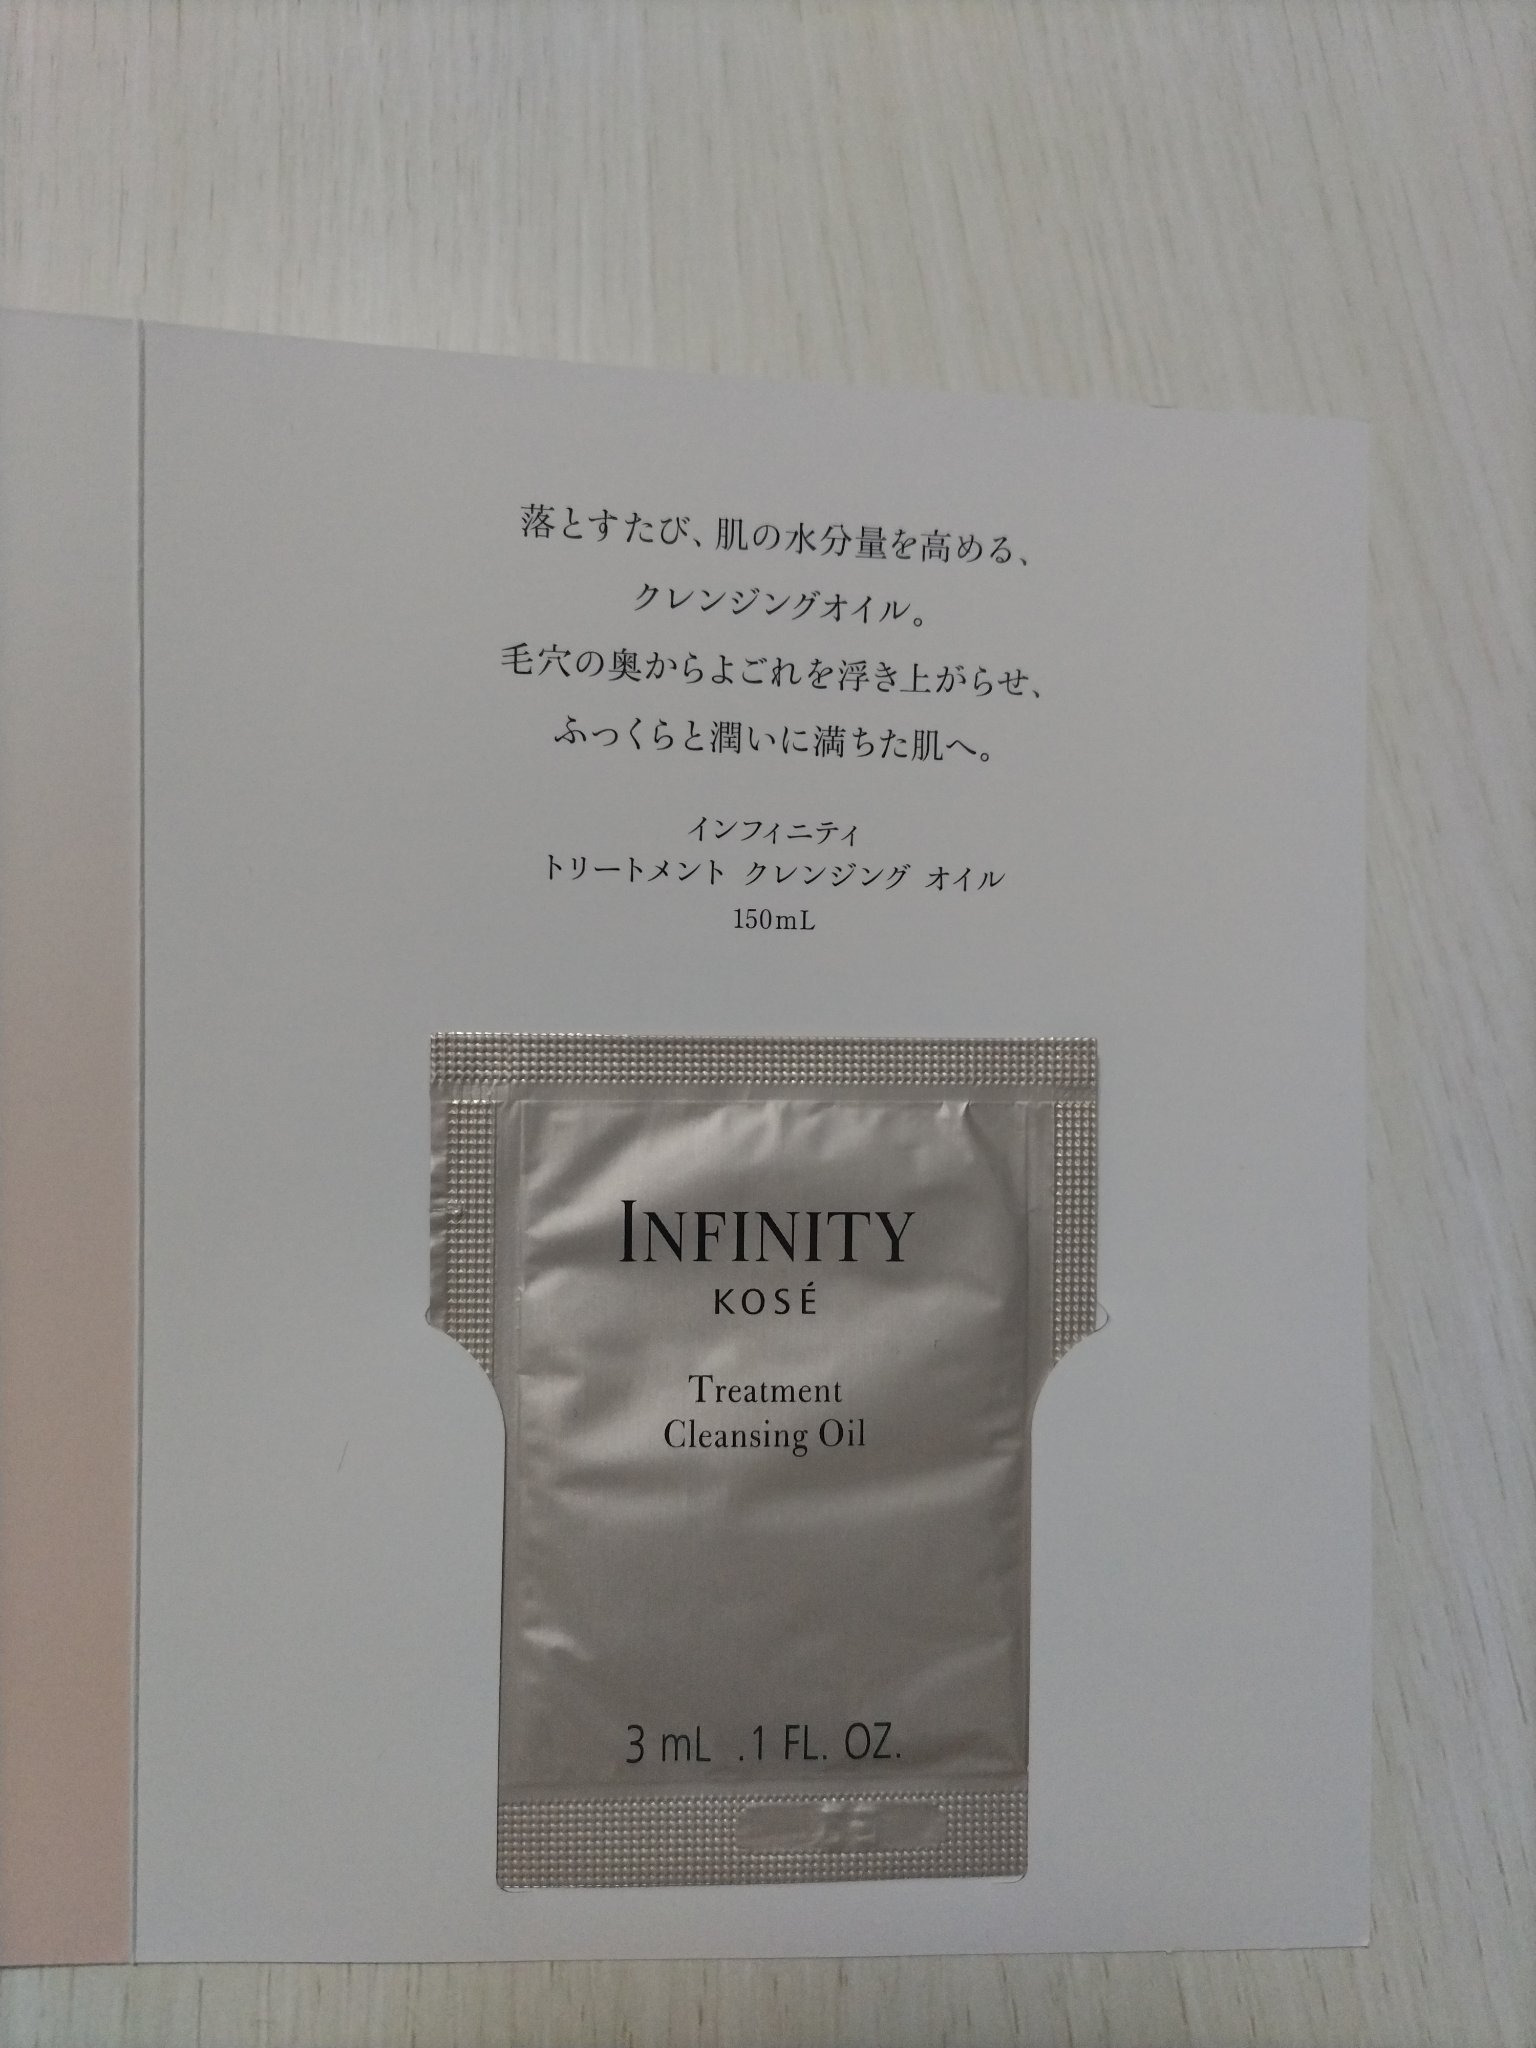 落とすたび、肌の水分量を高める、
クレンジングオイル。
毛穴の奥からよごれを浮き上がらせ、
ふっくらと潤いに満ちた肌へ。
インフィニティ
トリートメント クレンジング オイル
150mL
INFINITY
KOSÉ
Treatment
Cleansing Oil
3 mL .1 FL. OZ.